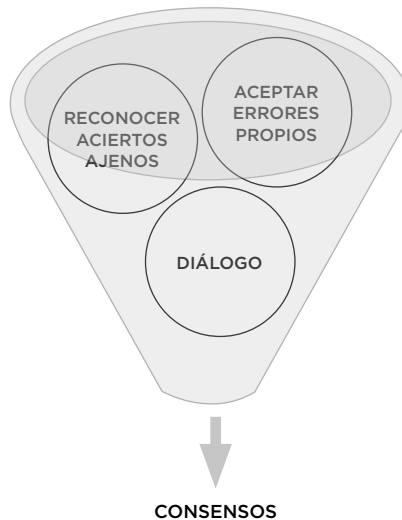 RECONOCER
ACIERTOS
AJENOS
ACEPTAR
ERRORES
PROPIOS
DIÁLOGO
CONSENSOS